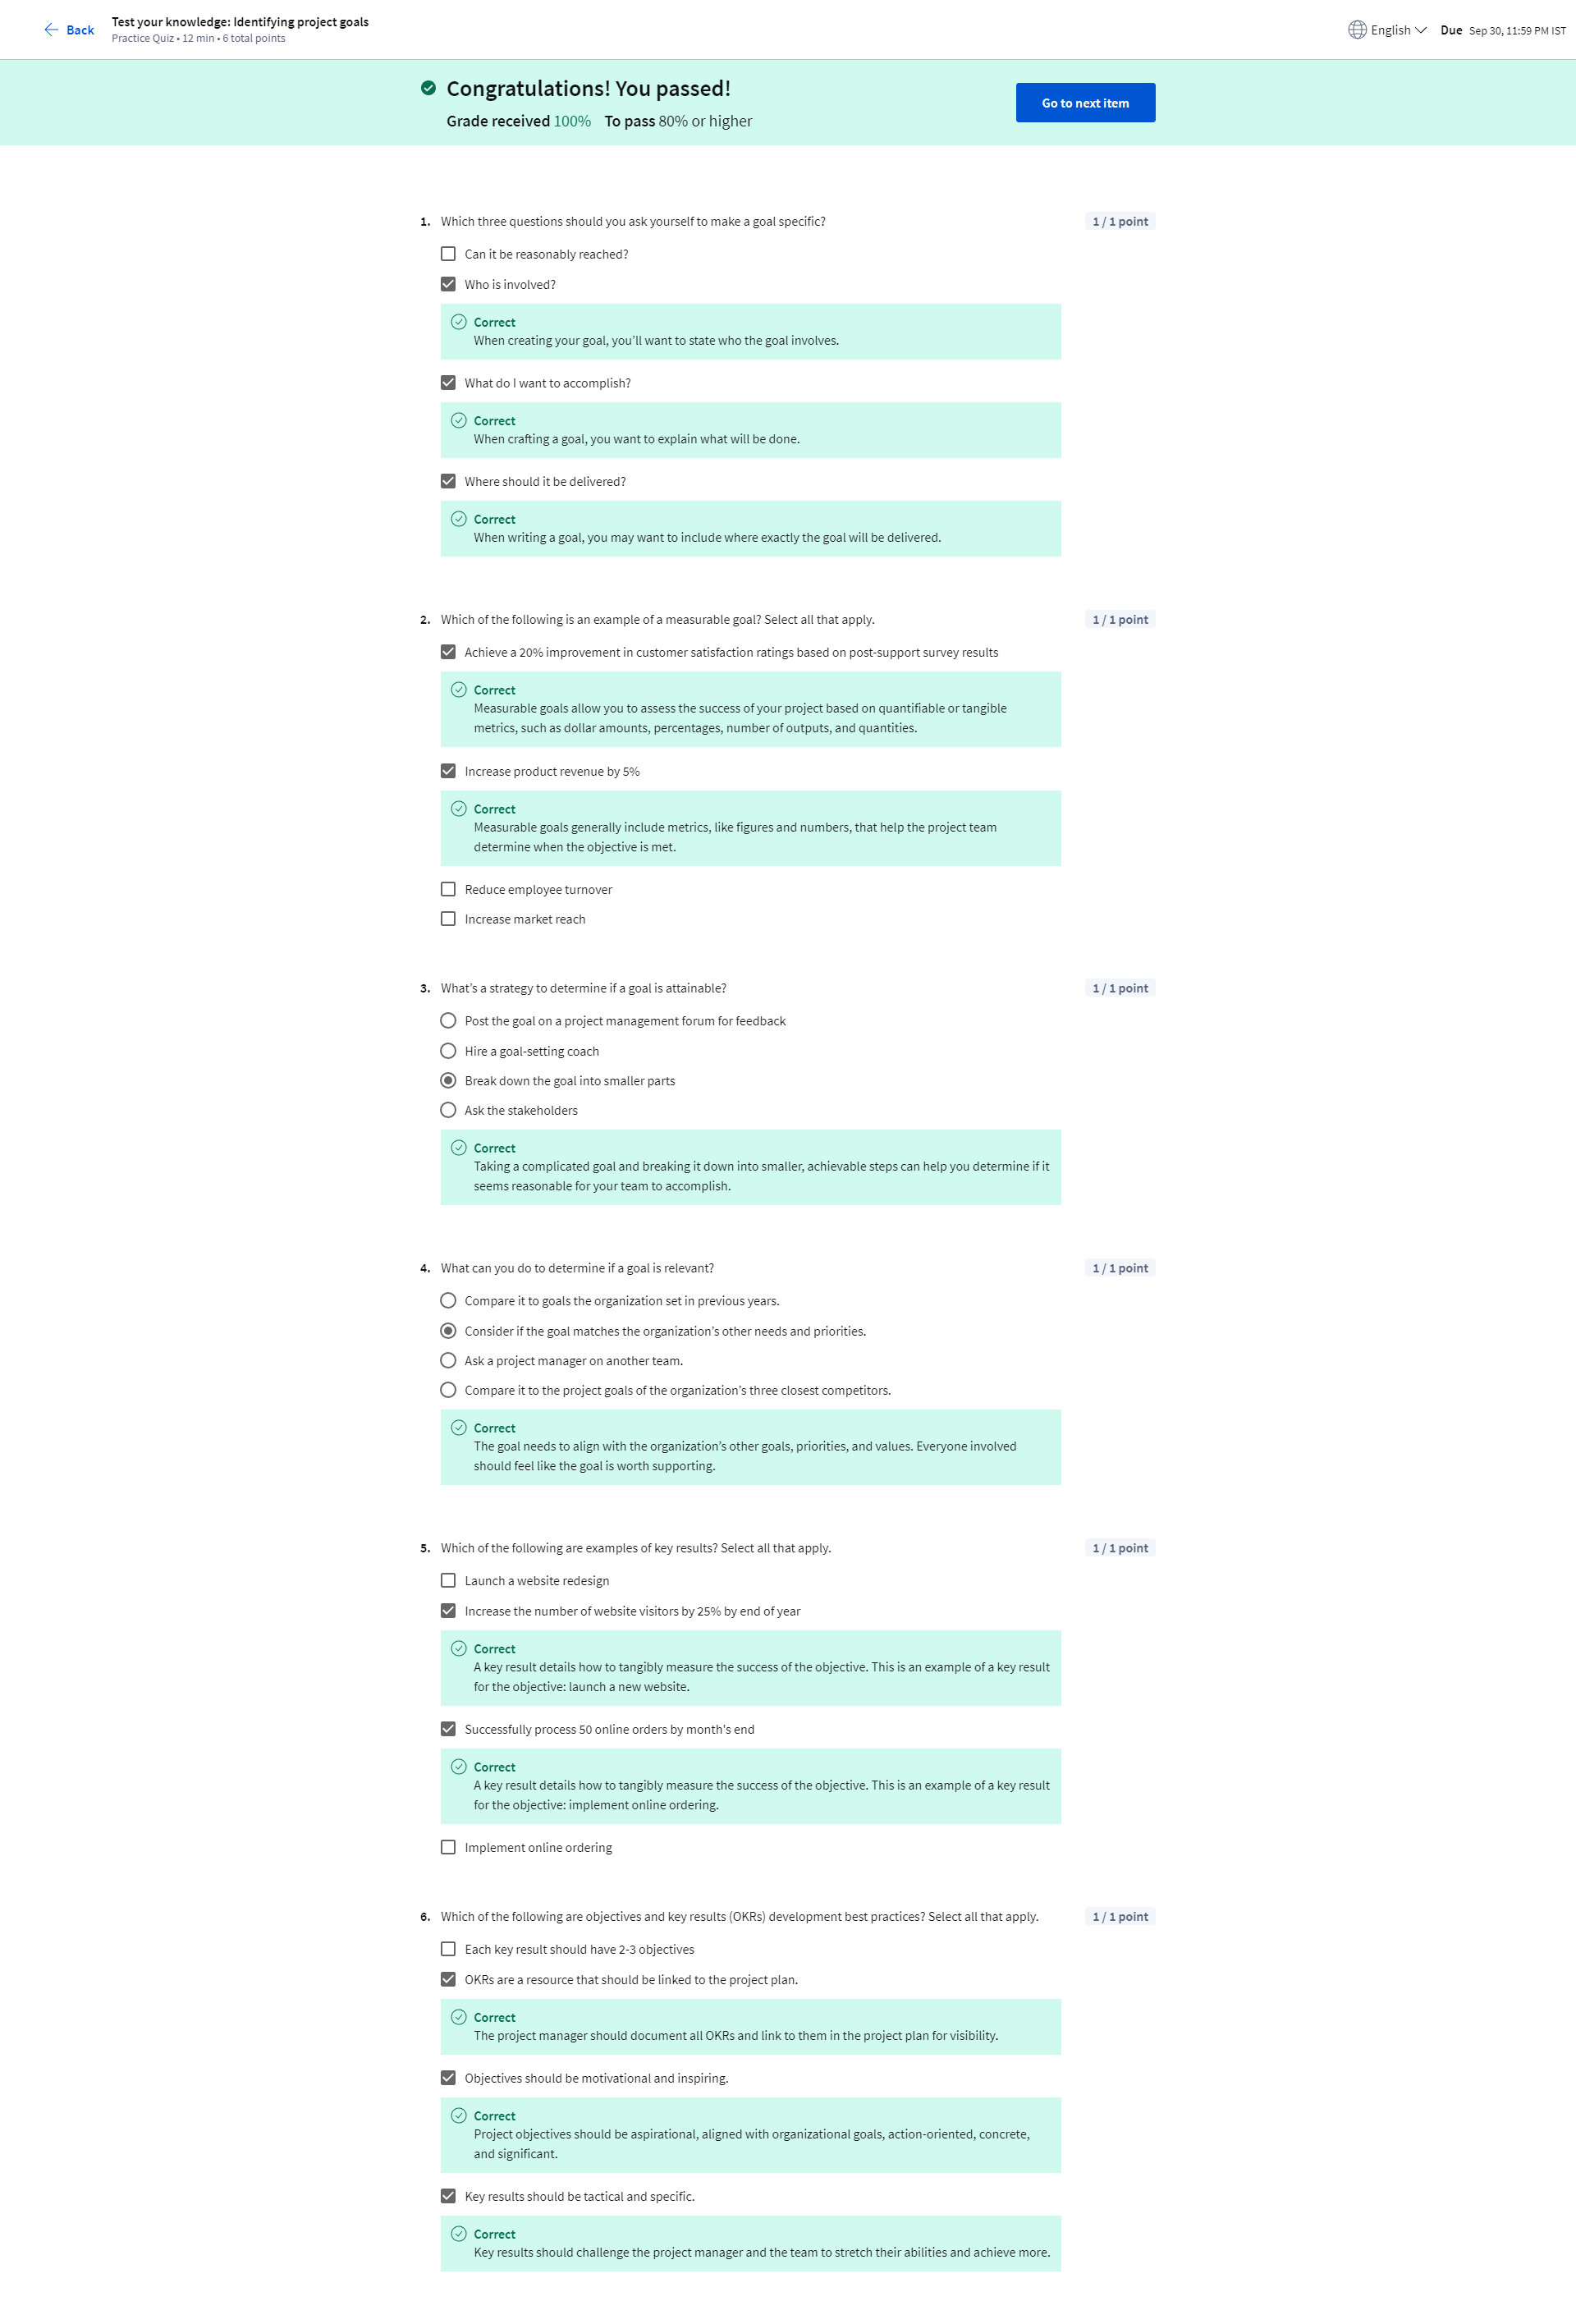 Back
Test your knowledge: Identifying project goals
Practice Quiz • 12 min • 6 total points
English
Due Sep 30, 11:59 PM IST
Congratulations! You passed!
Grade received 100% To pass 80% or higher
Go to next item
1. Which three questions should you ask yourself to make a goal specific?
1 / 1 point
Can it be reasonably reached?
Who is involved?
Correct
When creating your goal, you’ll want to state who the goal involves.
What do I want to accomplish?
Correct
When crafting a goal, you want to explain what will be done.
Where should it be delivered?
Correct
When writing a goal, you may want to include where exactly the goal will be delivered.
2. Which of the following is an example of a measurable goal? Select all that apply.
1 / 1 point
Achieve a 20% improvement in customer satisfaction ratings based on post-support survey results
Correct
Measurable goals allow you to assess the success of your project based on quantifiable or tangible
metrics, such as dollar amounts, percentages, number of outputs, and quantities.
Increase product revenue by 5%
Correct
Measurable goals generally include metrics, like figures and numbers, that help the project team
determine when the objective is met.
Reduce employee turnover
Increase market reach
3. What’s a strategy to determine if a goal is attainable?
1 / 1 point
Post the goal on a project management forum for feedback
Hire a goal-setting coach
Break down the goal into smaller parts
Ask the stakeholders
Correct
Taking a complicated goal and breaking it down into smaller, achievable steps can help you determine if it
seems reasonable for your team to accomplish.
4. What can you do to determine if a goal is relevant?
1 / 1 point
Compare it to goals the organization set in previous years.
Consider if the goal matches the organization’s other needs and priorities.
Ask a project manager on another team.
Compare it to the project goals of the organization’s three closest competitors.
Correct
The goal needs to align with the organization’s other goals, priorities, and values. Everyone involved
should feel like the goal is worth supporting.
5. Which of the following are examples of key results? Select all that apply.
1 / 1 point
Launch a website redesign
Increase the number of website visitors by 25% by end of year
Correct
A key result details how to tangibly measure the success of the objective. This is an example of a key result
for the objective: launch a new website.
Successfully process 50 online orders by month's end
Correct
A key result details how to tangibly measure the success of the objective. This is an example of a key result
for the objective: implement online ordering.
Implement online ordering
6. Which of the following are objectives and key results (OKRs) development best practices? Select all that apply.
1 / 1 point
Each key result should have 2-3 objectives
OKRs are a resource that should be linked to the project plan.
Correct
The project manager should document all OKRs and link to them in the project plan for visibility.
Objectives should be motivational and inspiring.
Correct
Project objectives should be aspirational, aligned with organizational goals, action-oriented, concrete,
and significant.
Key results should be tactical and specific.
Correct
Key results should challenge the project manager and the team to stretch their abilities and achieve more.